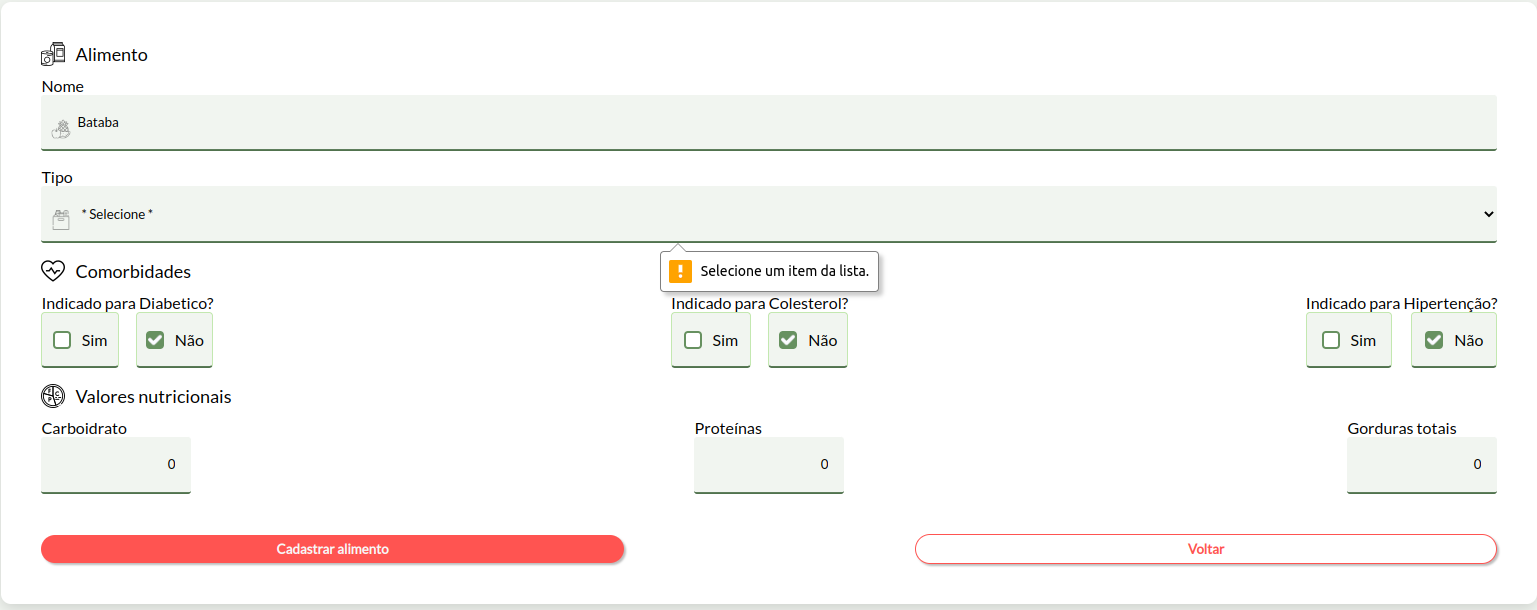 Alimento
Nome
Bataba
Tipo
* Selecione *
Selecione um item da lista.
Comorbidades
Indicado para Diabetico? Indicado para Colesterol? Indicado para Hipertenção?
Sim Não Sim Não Sim Não
Valores nutricionais
Carboidrato Proteínas Gorduras totais
0 0 0
Cadastrar alimento Voltar